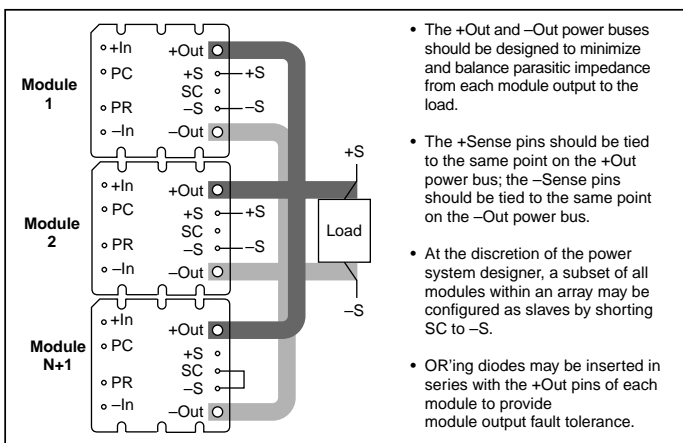 Module
1
+In
PC
PR
–In
+Out
+S
SC
–S
–Out
+S
–S
Module
2
+In
PC
PR
–In
+Out
+S
SC
–S
–Out
+S
–S
Module
N+1
+In
PC
PR
–In
+Out
+S
SC
–S
–Out
+S
Load
–S
• The +Out and –Out power buses
should be designed to minimize
and balance parasitic impedance
from each module output to the
load.
• The +Sense pins should be tied
to the same point on the +Out
power bus; the –Sense pins
should be tied to the same point
on the –Out power bus.
• At the discretion of the power
system designer, a subset of all
modules within an array may be
configured as slaves by shorting
SC to –S.
• OR'ing diodes may be inserted in
series with the +Out pins of each
module to provide
module output fault tolerance.